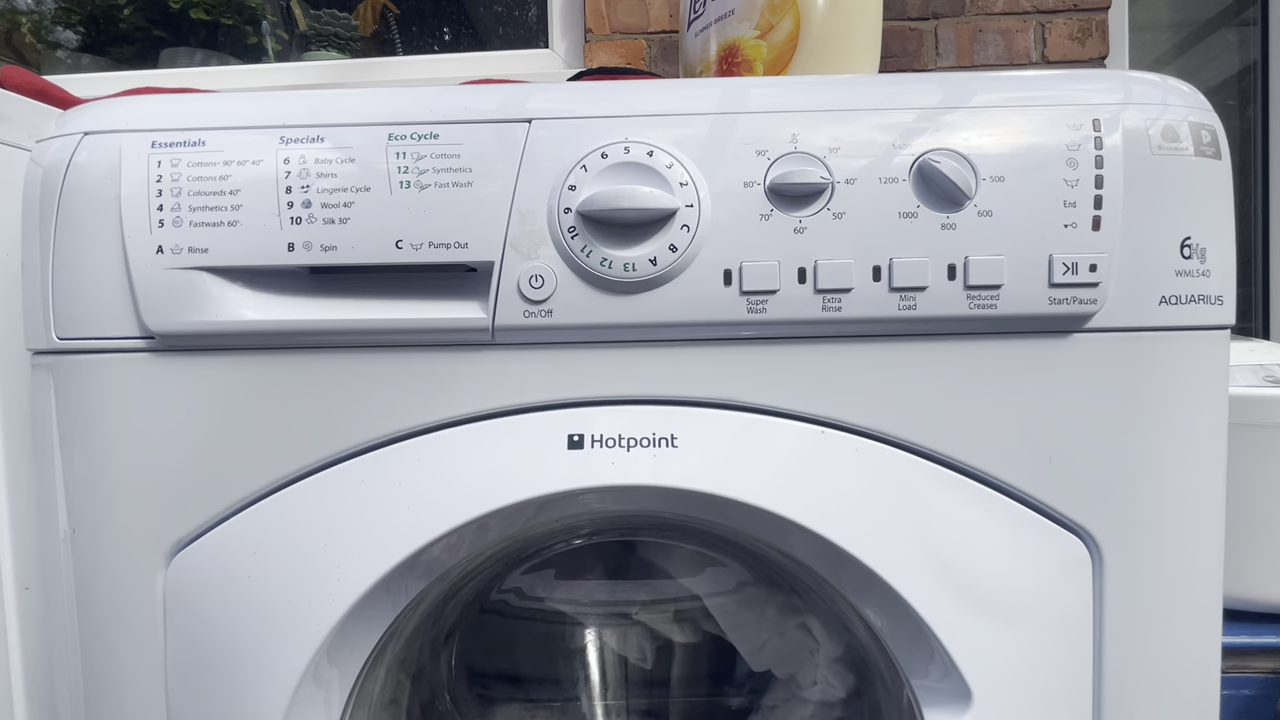 SUMMER BREEZE
Essentials
1 Cottons+ 90° 60° 40°
2 Cottons 60°
3 Coloureds 40°
4 Synthetics 50°
5 Fastwash 60°
A Rinse
Specials
6 Baby Cycle
7 Shirts
8 Lingerie Cycle
9 Wool 40°
10 Silk 30°
B Spin
Eco Cycle
11 Cottons
12 Synthetics
13 Fast Wash
C Pump Out
On/Off
5 4 3 2 1 C B A 13 12 11 10 9 8 7 6
90° 30°
80° 40°
70° 50°
60°
1400
1200 500
1000 600
800
Super
Wash
Extra
Rinse
Mini
Load
Reduced
Creases
End
Start/Pause
6
WML540
AQUARIUS
Hotpoint